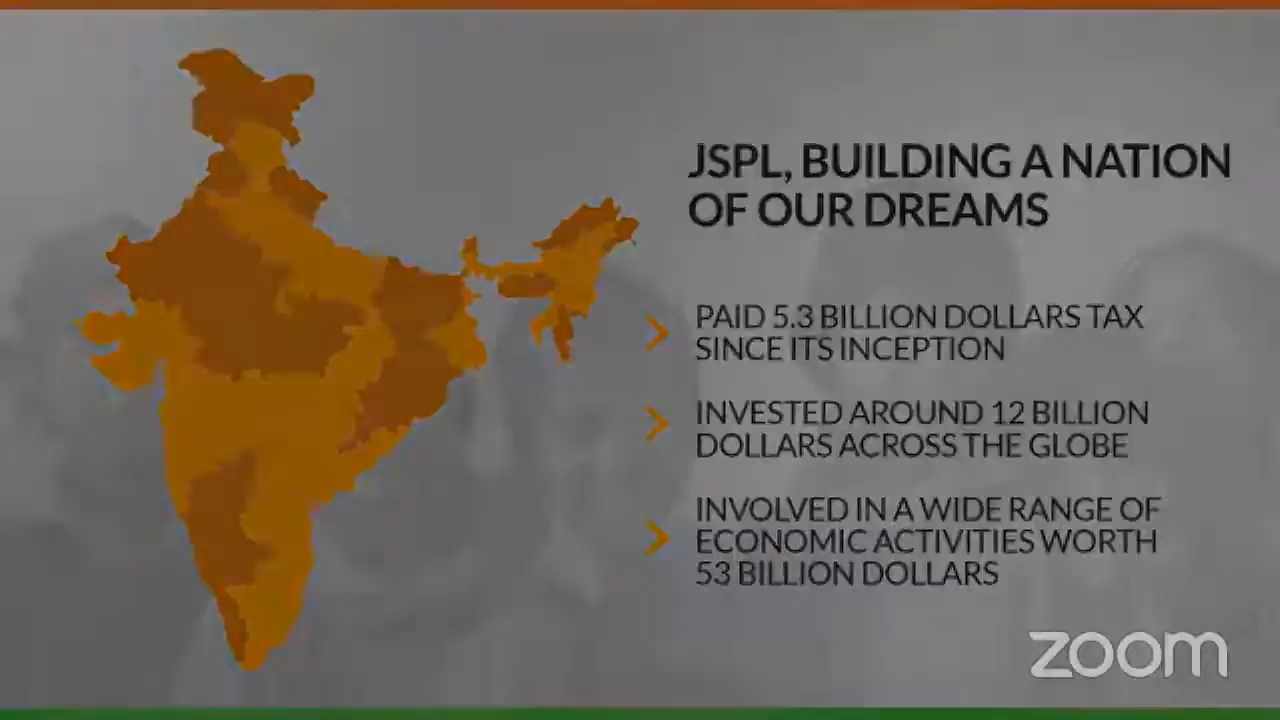 JSPL, BUILDING A NATION
OF OUR DREAMS
PAID 5.3 BILLION DOLLARS TAX
SINCE ITS INCEPTION
INVESTED AROUND 12 BILLION
DOLLARS ACROSS THE GLOBE
INVOLVED IN A WIDE RANGE OF
ECONOMIC ACTIVITIES WORTH
53 BILLION DOLLARS
zoom